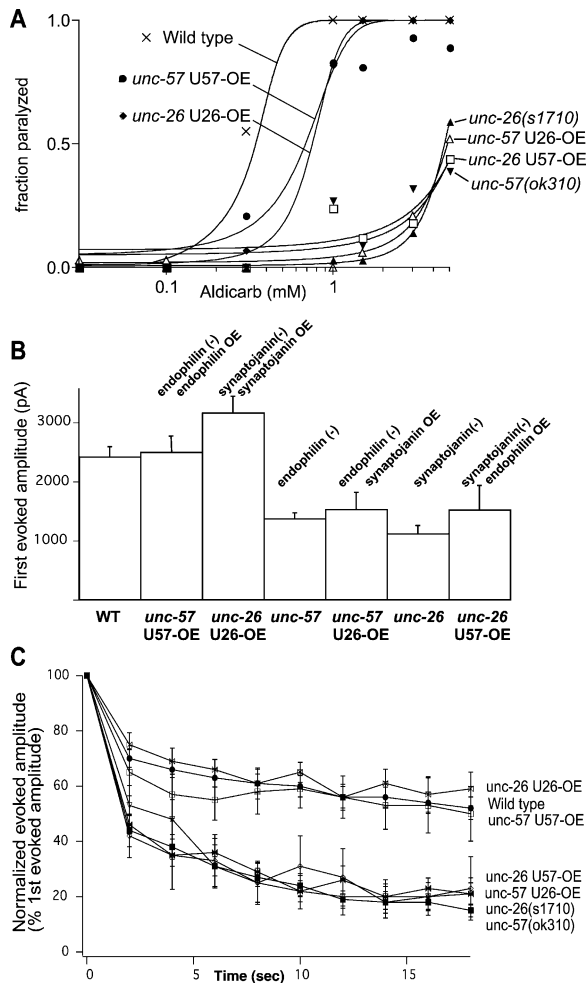 A
1.0
0.5
0.0
fraction paralyzed
Wild type
unc-57 U57-OE
unc-26 U26-OE
unc-26(s1710)
unc-57 U26-OE
unc-26 U57-OE
unc-57(ok310)
0.1
1
Aldicarb (mM)
B
First evoked amplitude (pA)
3000
2000
1000
endophilin (-)
endophilin OE
synaptojanin(-)
synaptojanin OE
endophilin (-)
endophilin (-)
synaptojanin OE
synaptojanin(-)
synaptojanin(-)
endophilin OE
WT
unc-57
U57-OE
unc-26
U26-OE
unc-57
unc-57
U26-OE
unc-26
unc-26
U57-OE
C
Normalized evoked amplitude
(% 1st evoked amplitude)
100
80
60
40
20
0
unc-26 U26-OE
Wild type
unc-57 U57-OE
unc-26 U57-OE
unc-57 U26-OE
unc-26(s1710)
unc-57(ok310)
0
5
10
15
Time (sec)